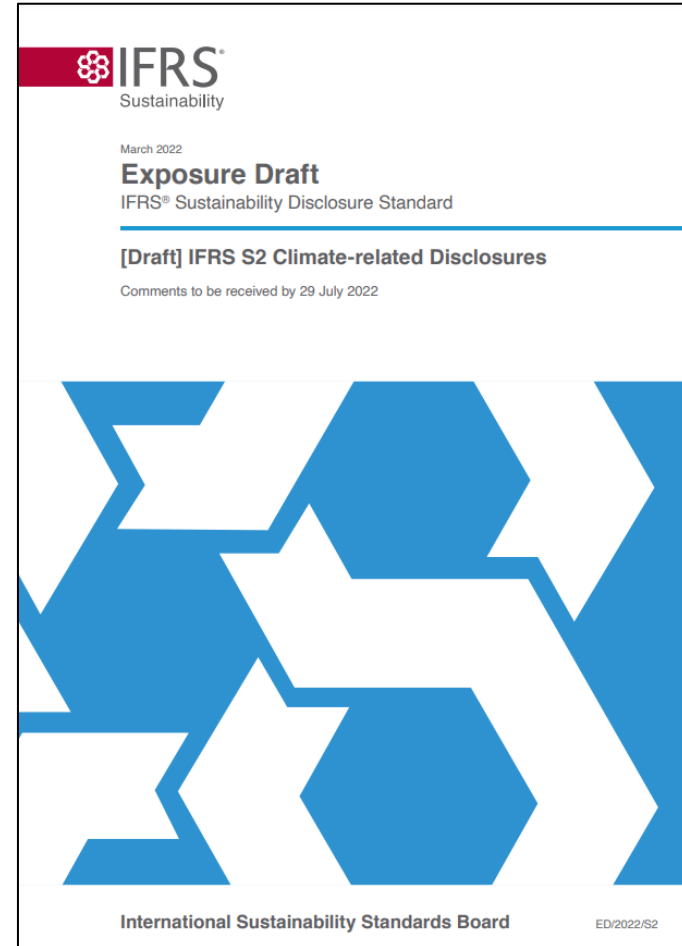 IFRS®
Sustainability
March 2022
Exposure Draft
IFRS® Sustainability Disclosure Standard
[Draft] IFRS S2 Climate-related Disclosures
Comments to be received by 29 July 2022
International Sustainability Standards Board
ED/2022/S2